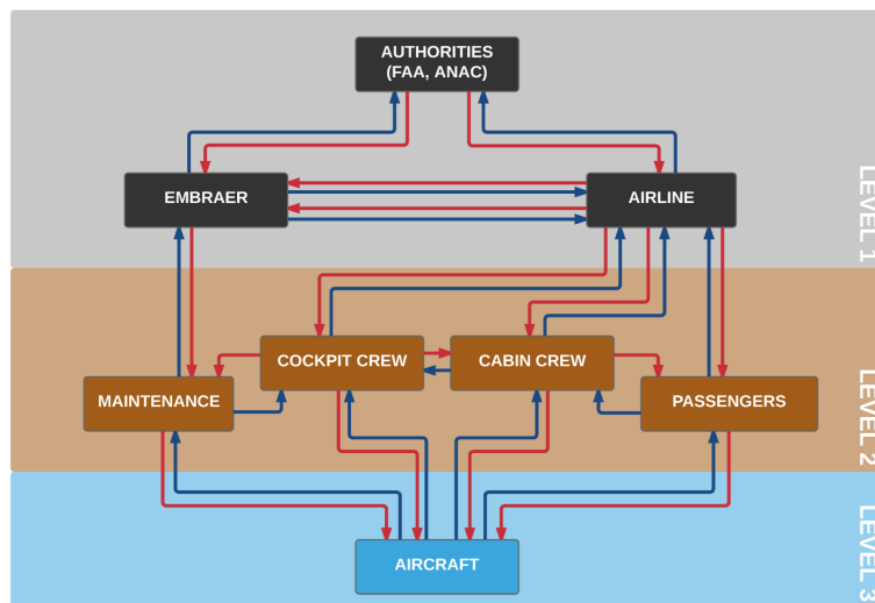 AUTHORITIES
(FAA, ANAC)
EMBRAER
AIRLINE
LEVEL 1
COCKPIT CREW
CABIN CREW
MAINTENANCE
PASSENGERS
LEVEL 2
AIRCRAFT
LEVEL 3